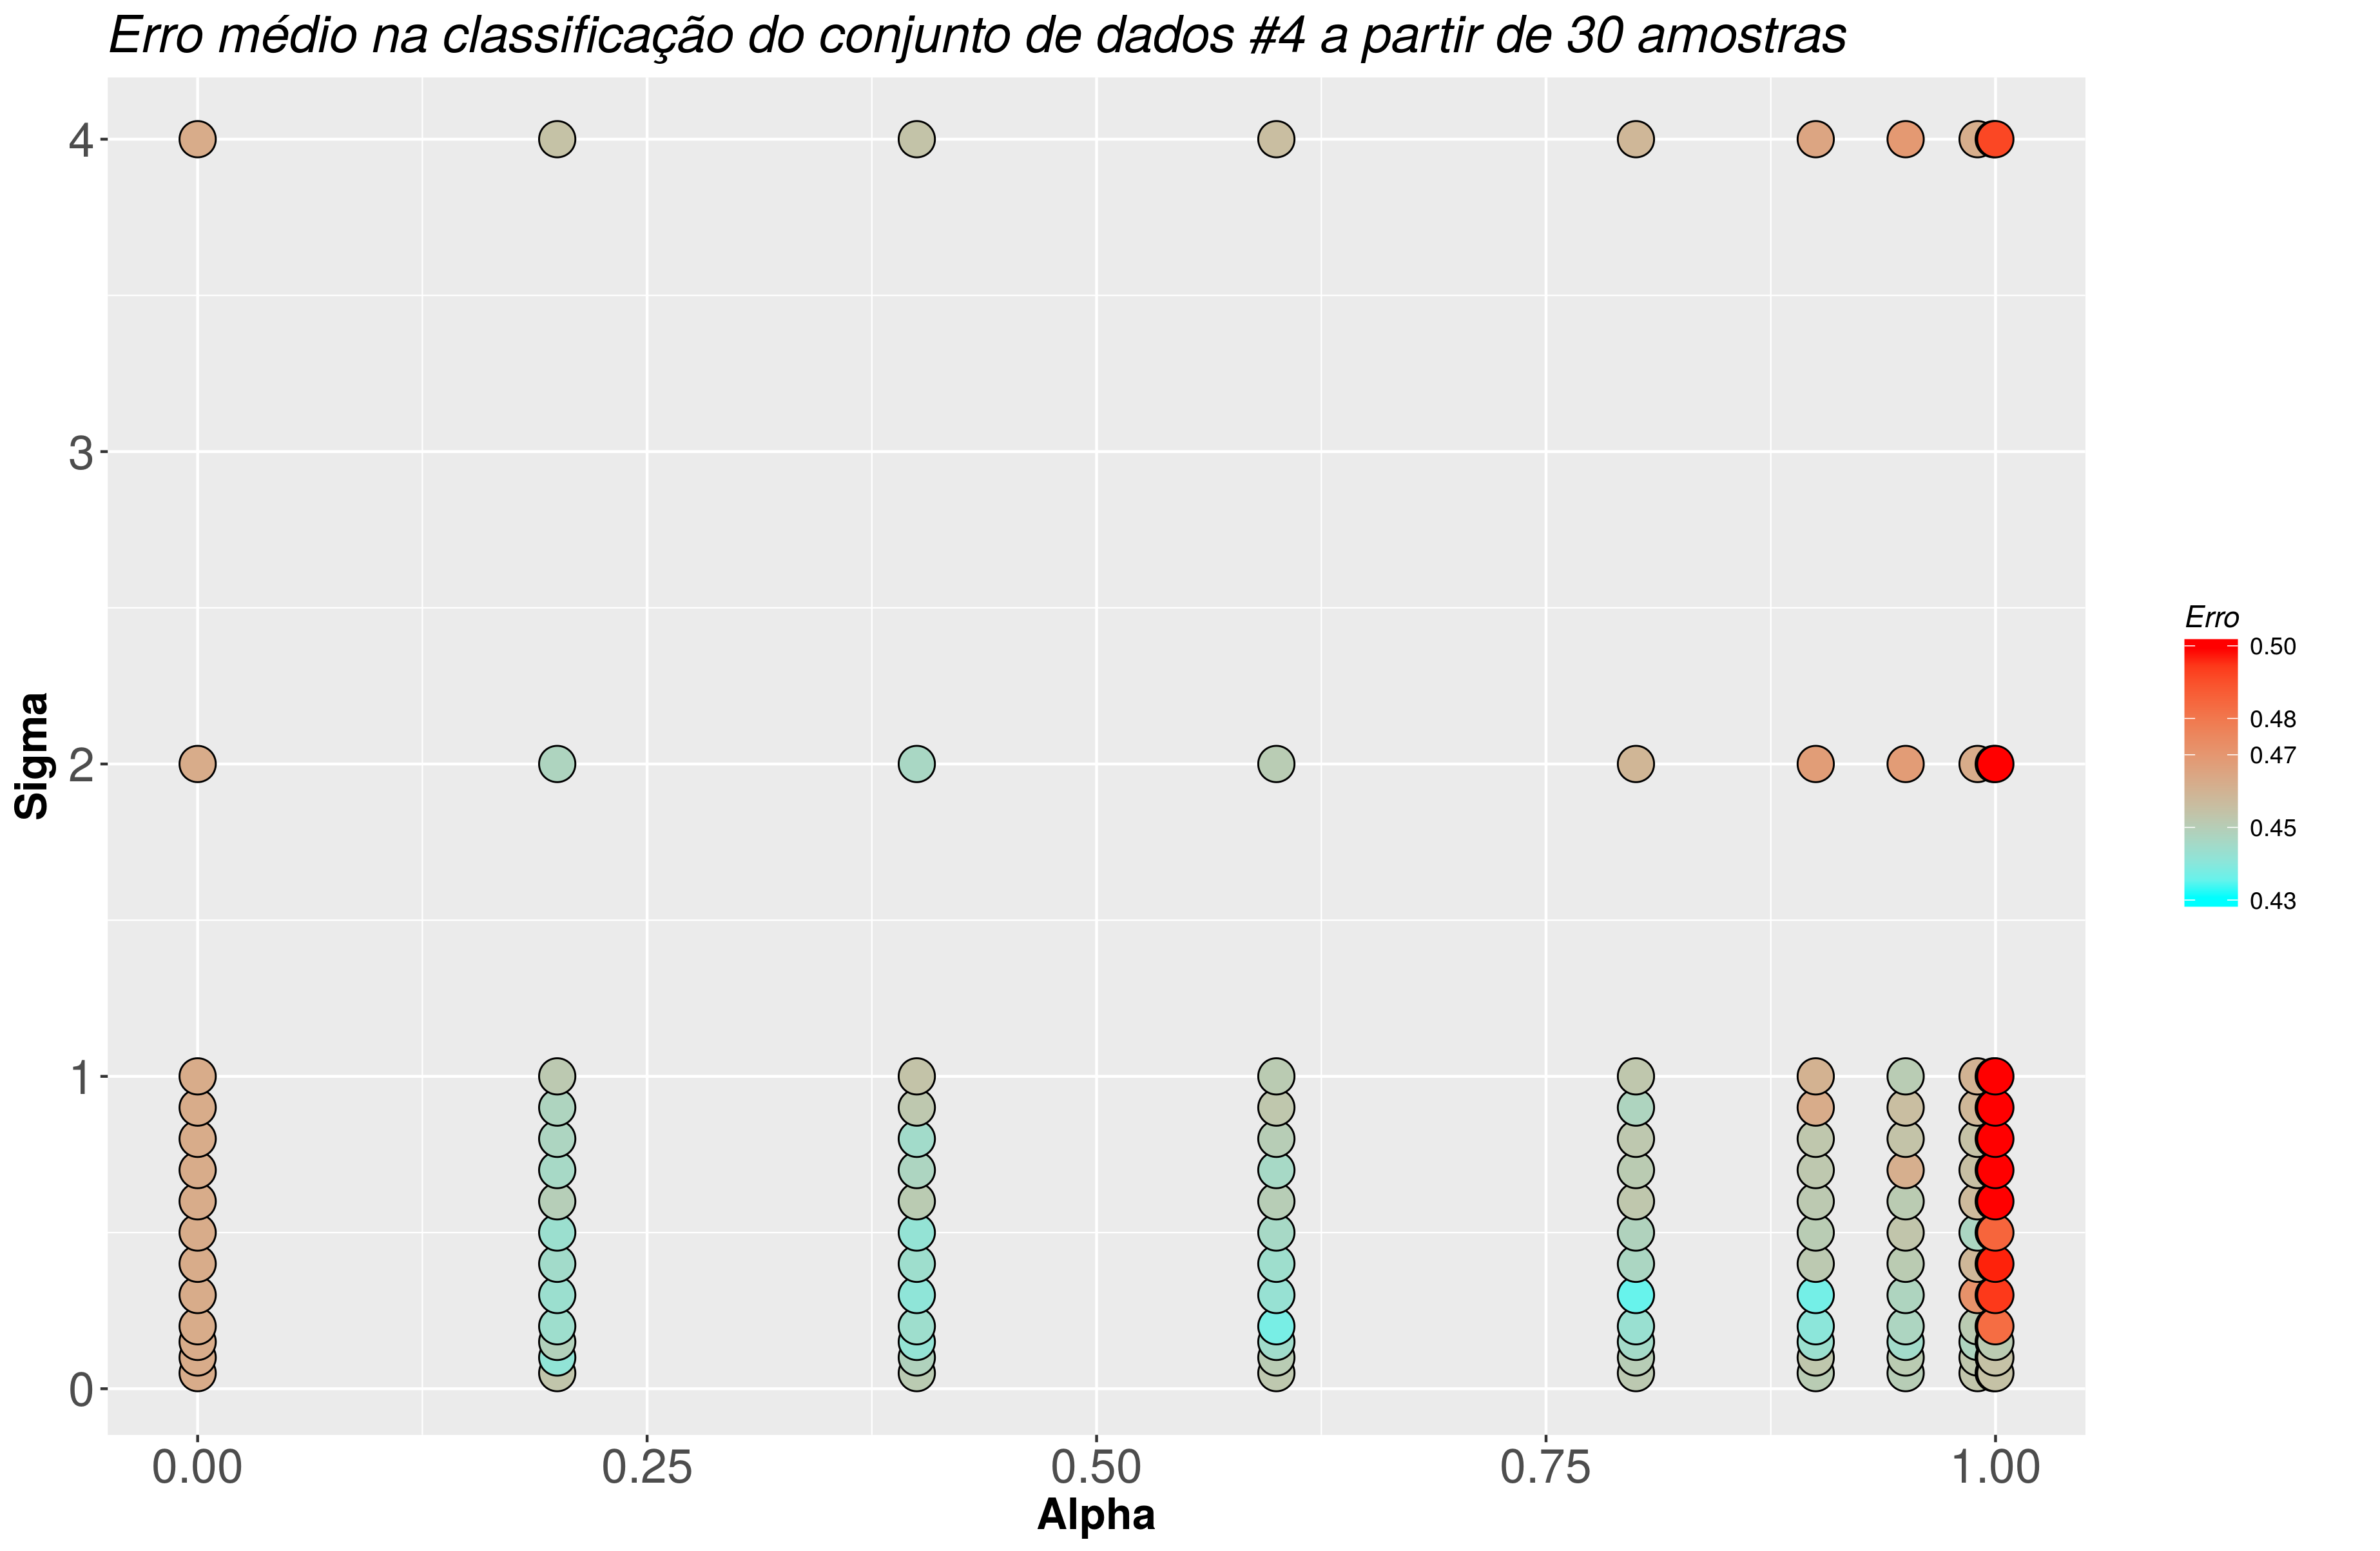 Erro médio na classificação do conjunto de dados #4 a partir de 30 amostras
Sigma
4
3
2
1
0
0.00 0.25 0.50 0.75 1.00
Alpha
Erro
0.50
0.48
0.47
0.45
0.43